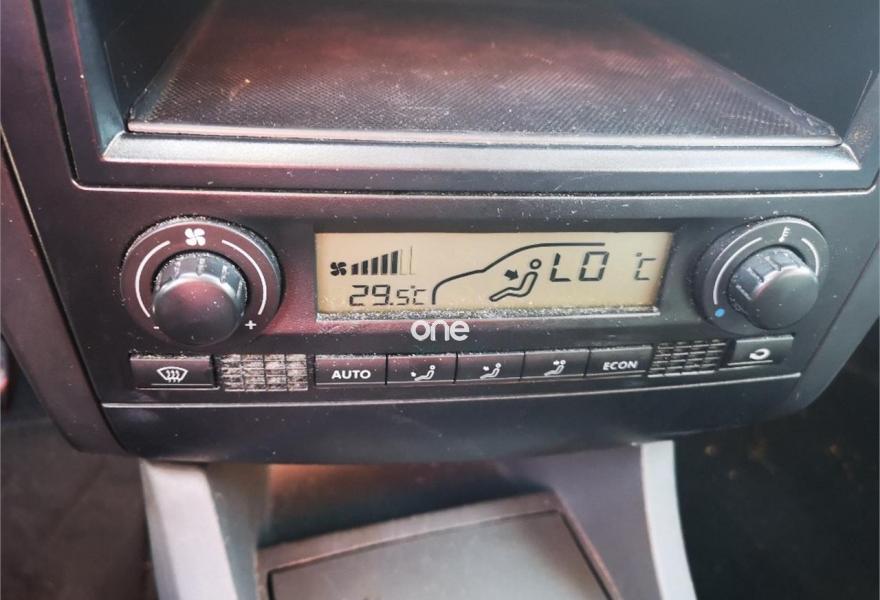 LO °C
29.5°C
one
- +
AUTO
ECON